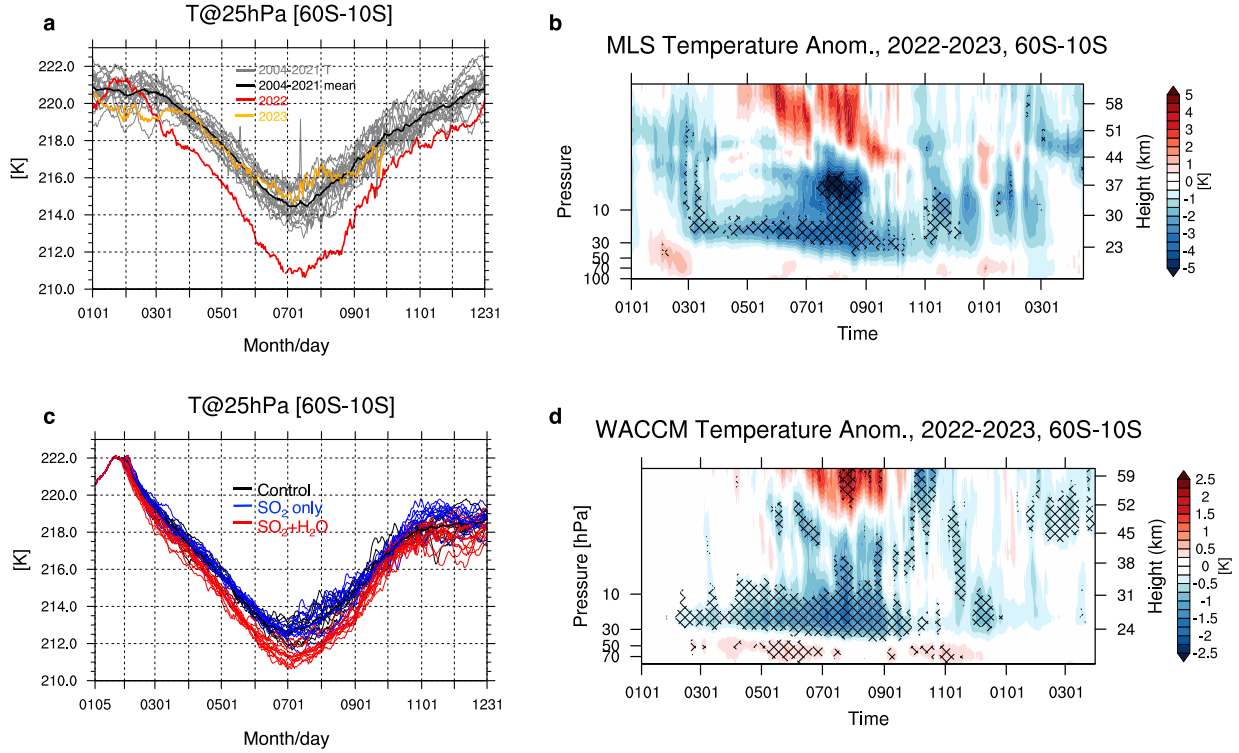 a
T@25hPa [60S-10S]
222.0
220.0
218.0
216.0
214.0
212.0
210.0
[K]
2004-2021 T
2004-2021 mean
2022
2023
0101 0301 0501 0701 0901 1101 1231
Month/day
b
MLS Temperature Anom., 2022-2023, 60S-10S
Pressure
10
30
50
70
100
58
51
44
37
30
23
Height (km)
5
4
3
2
1
0
-1
-2
-3
-4
-5
[K]
0101 0301 0501 0701 0901 1101 0101 0301
Time
c
T@25hPa [60S-10S]
222.0
220.0
218.0
216.0
214.0
212.0
210.0
[K]
Control
SO₂ only
SO₂+H₂O
0105 0301 0501 0701 0901 1101 1231
Month/day
d
WACCM Temperature Anom., 2022-2023, 60S-10S
Pressure [hPa]
10
30
50
70
59
52
45
38
31
24
Height (km)
2.5
2
1.5
1
0.5
0
-0.5
-1
-1.5
-2
-2.5
[K]
0101 0301 0501 0701 0901 1101 0101 0301
Time